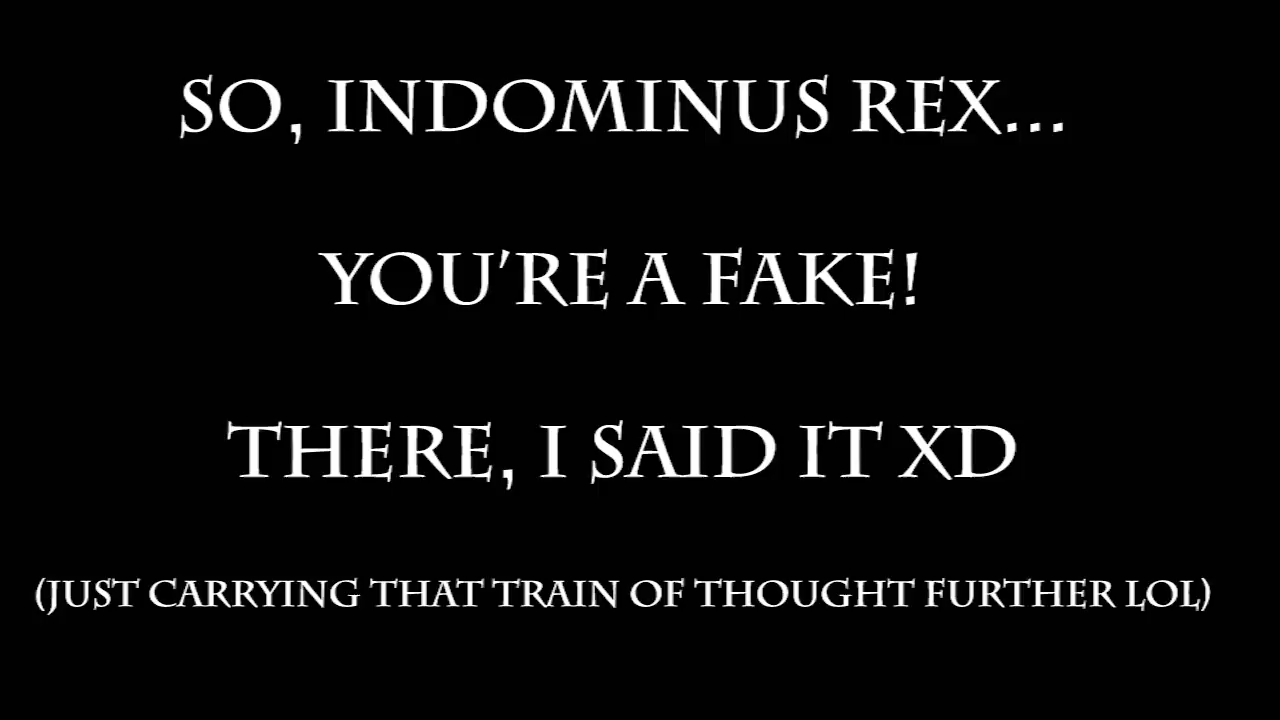 SO, INDOMINUS REX...
YOU'RE A FAKE!
THERE, I SAID IT XD
(JUST CARRYING THAT TRAIN OF THOUGHT FURTHER LOL)